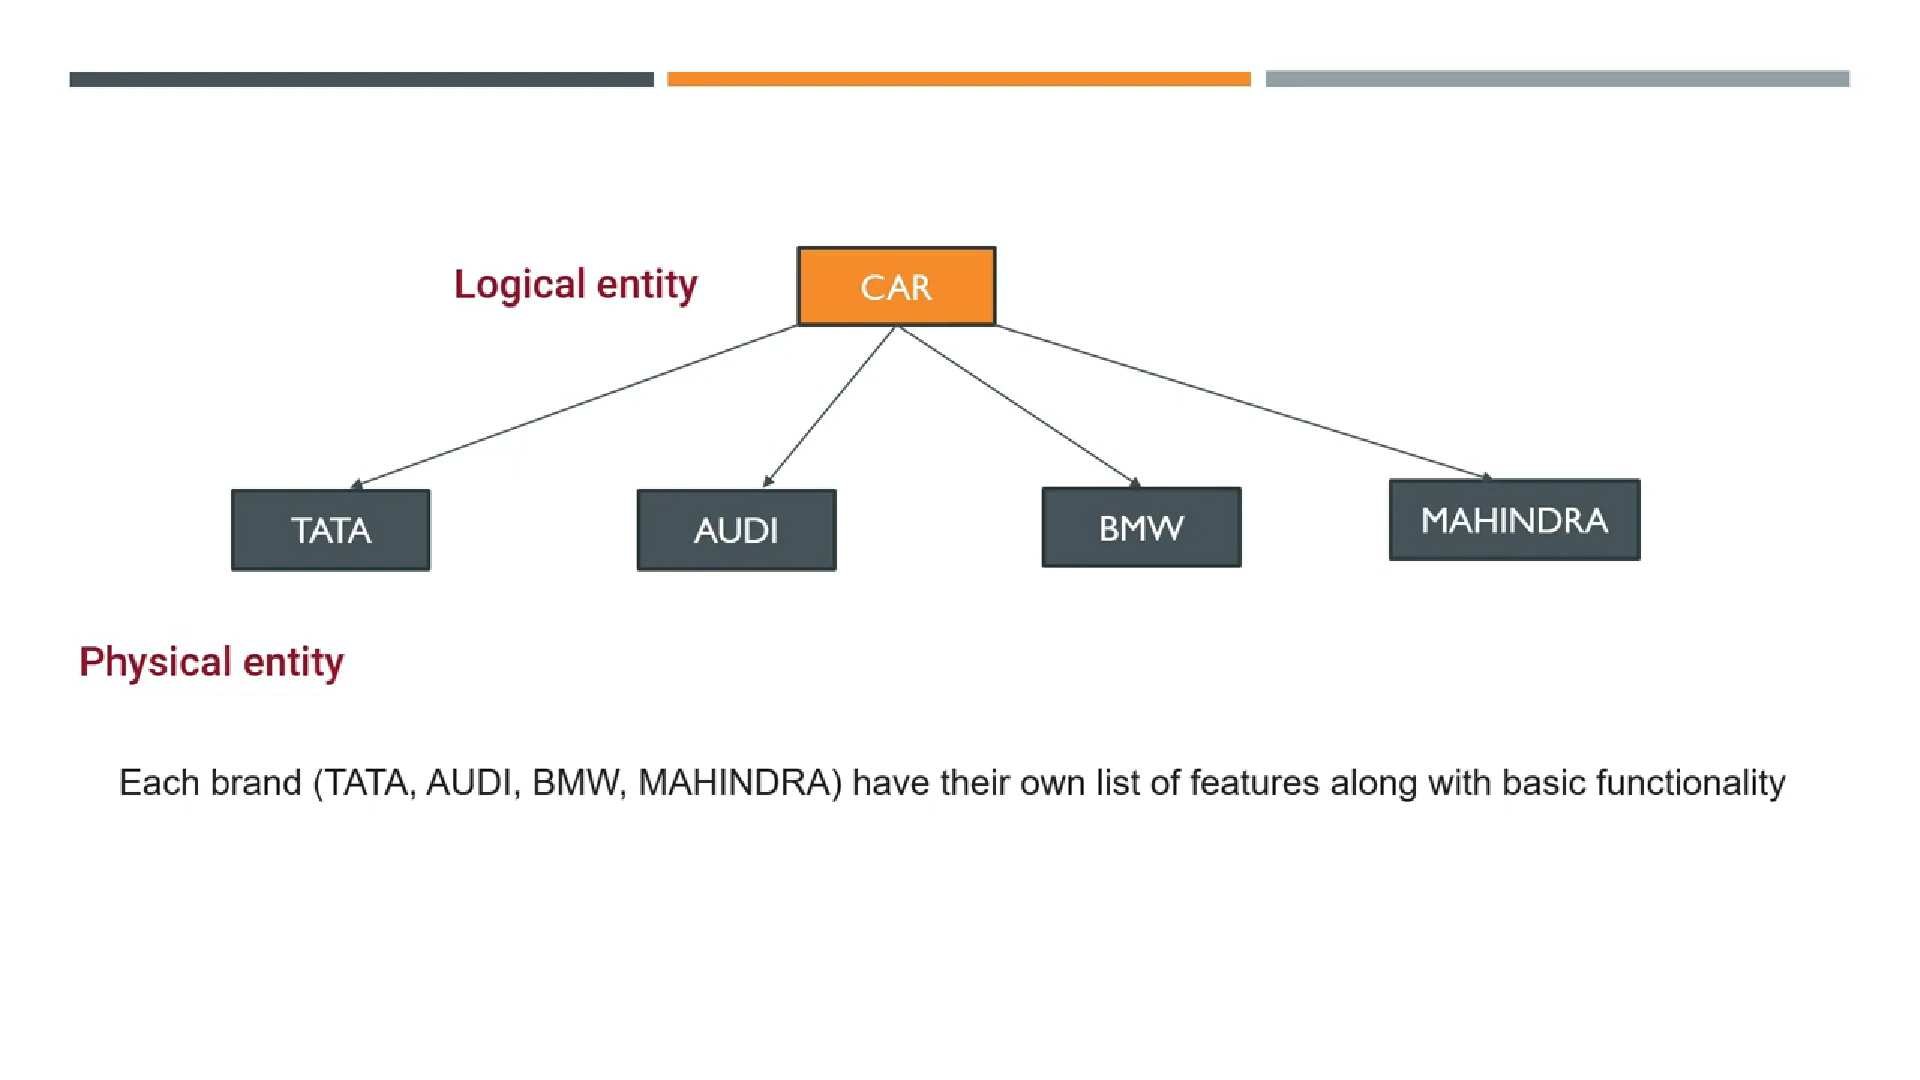 Logical entity
CAR
TATA
AUDI
BMW
MAHINDRA
Physical entity
Each brand (TATA, AUDI, BMW, MAHINDRA) have their own list of features along with basic functionality